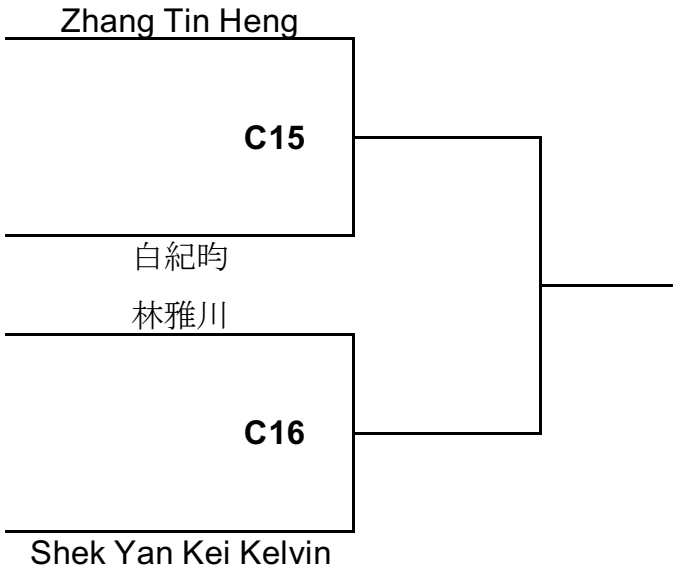 Zhang Tin Heng
C15
白紀昀
林雅川
C16
Shek Yan Kei Kelvin